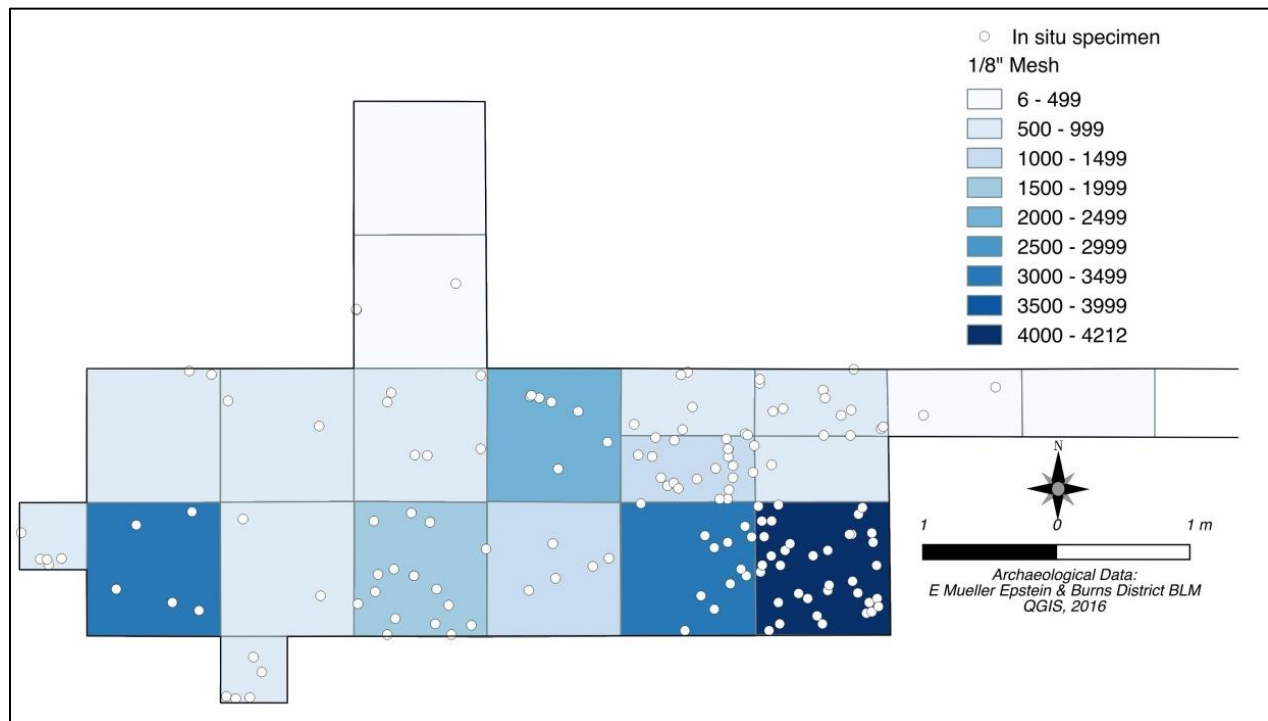 In situ specimen
1/8" Mesh
6 - 499
500 - 999
1000 - 1499
1500 - 1999
2000 - 2499
2500 - 2999
3000 - 3499
3500 - 3999
4000 - 4212
N
1 0 1 m
Archaeological Data:
E Mueller Epstein & Burns District BLM
QGIS, 2016